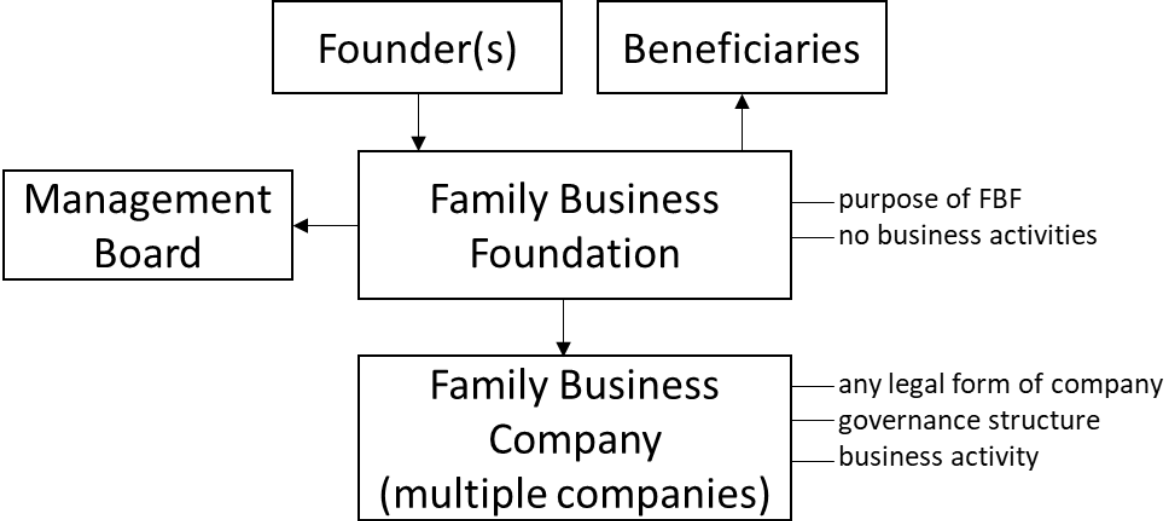 Founder(s)
Beneficiaries
Management
Board
Family Business
Foundation
purpose of FBF
no business activities
Family Business
Company
(multiple companies)
any legal form of company
governance structure
business activity